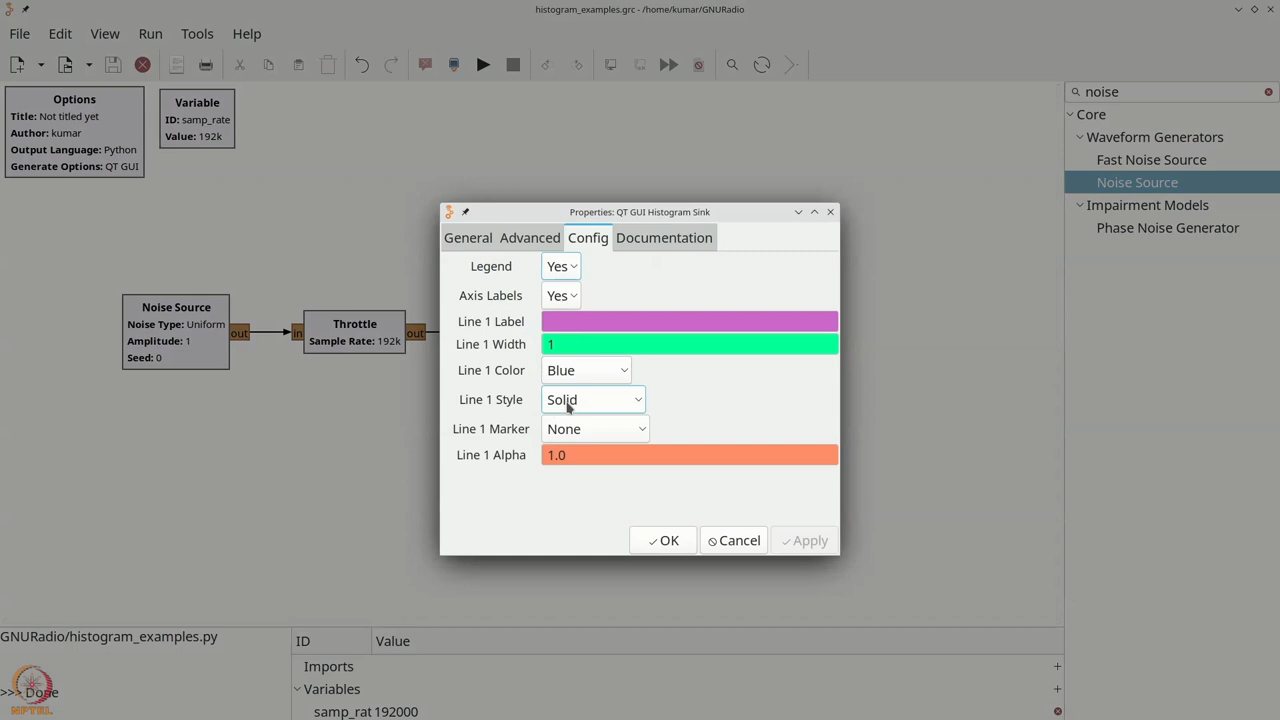 histogram_examples.grc - /home/kumar/GNURadio
File Edit View Run Tools Help
Options
Title: Not titled yet
Author: kumar
Output Language: Python
Generate Options: QT GUI
Variable
ID: samp_rate
Value: 192k
noise
Core
Waveform Generators
Fast Noise Source
Noise Source
Impairment Models
Phase Noise Generator
Noise Source
Noise Type: Uniform
Amplitude: 1
Seed: 0
out
in
Throttle
Sample Rate: 192k
out
Properties: QT GUI Histogram Sink
General Advanced Config Documentation
Legend Yes
Axis Labels Yes
Line 1 Label
Line 1 Width 1
Line 1 Color Blue
Line 1 Style Solid
Line 1 Marker None
Line 1 Alpha 1.0
OK Cancel Apply
GNURadio/histogram_examples.py
>>> Done
NPTEL
ID Value
Imports
Variables
samp_rat 192000